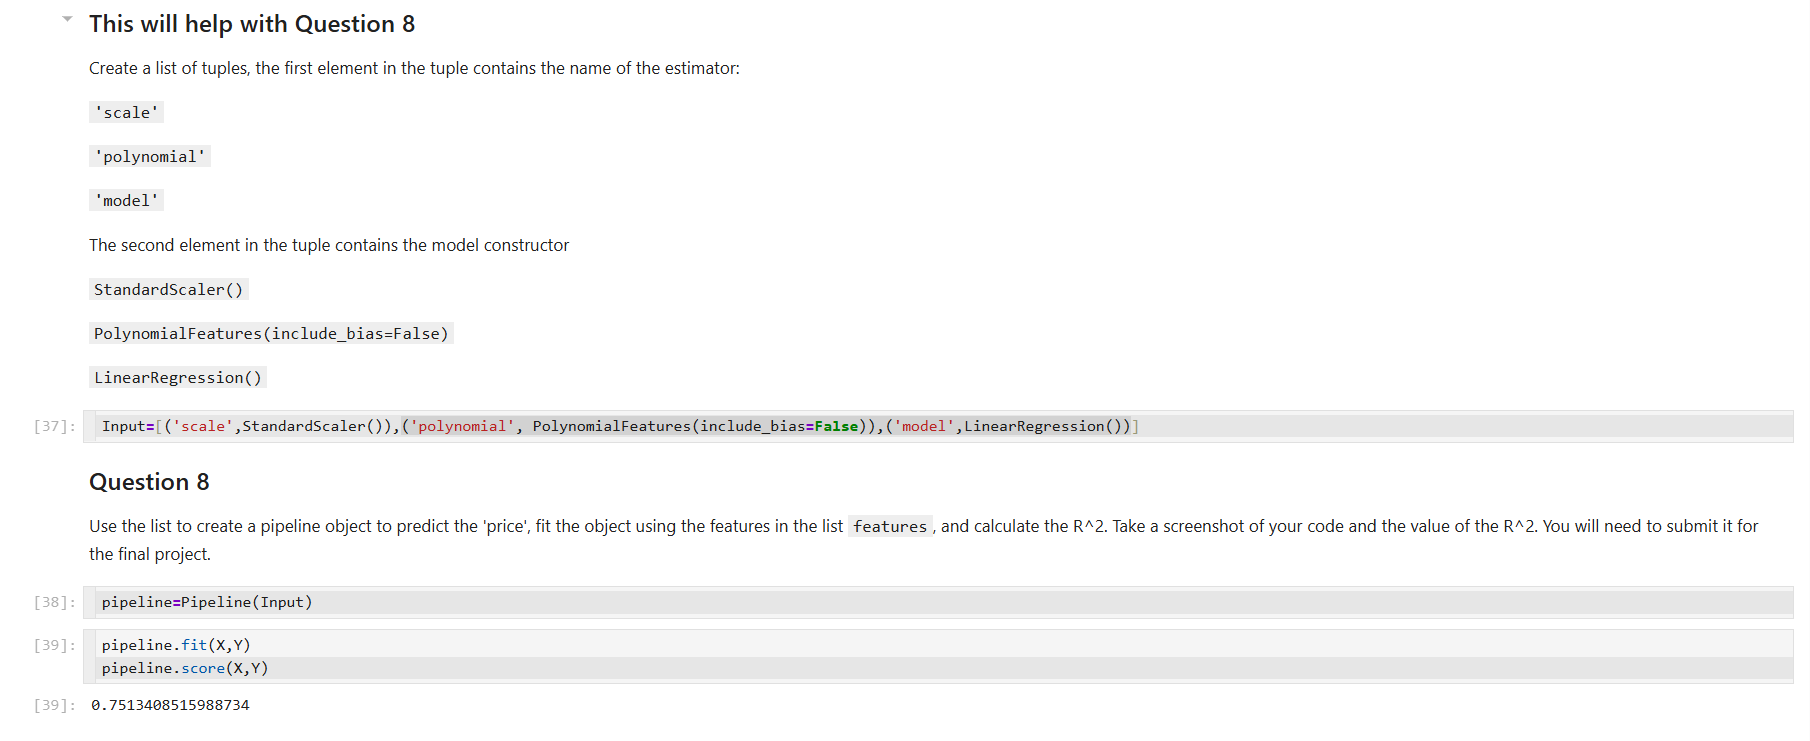 This will help with Question 8
Create a list of tuples, the first element in the tuple contains the name of the estimator:
'scale'
'polynomial'
'model'
The second element in the tuple contains the model constructor
StandardScaler()
PolynomialFeatures(include_bias=False)
LinearRegression()
[37]: Input=[('scale',StandardScaler()),('polynomial', PolynomialFeatures(include_bias=False)),('model',LinearRegression())]
Question 8
Use the list to create a pipeline object to predict the 'price', fit the object using the features in the list features, and calculate the R^2. Take a screenshot of your code and the value of the R^2. You will need to submit it for
the final project.
[38]: pipeline=Pipeline(Input)
[39]: pipeline.fit(X,Y)
pipeline.score(X,Y)
[39]: 0.7513408515988734